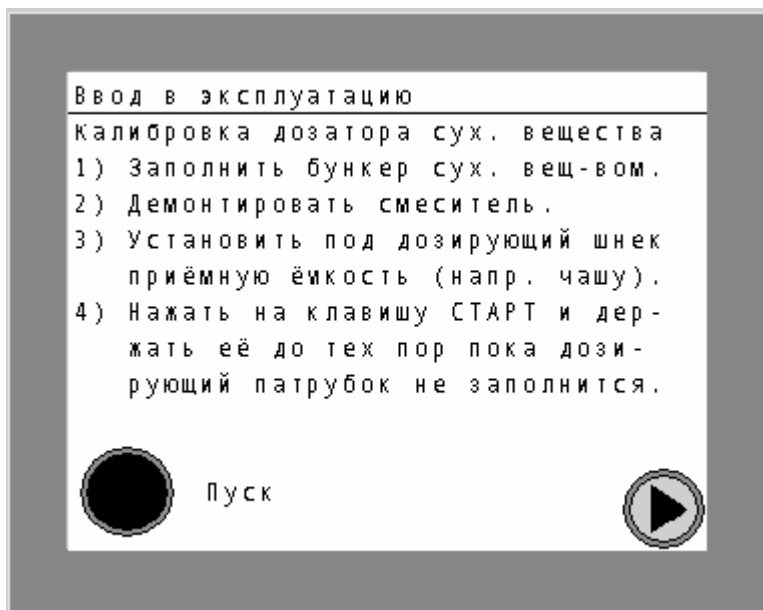 Ввод в эксплуатацию
Калибровка дозатора сух. вещества
1) Заполнить бункер сух. вещ-вом.
2) Демонтировать смеситель.
3) Установить под дозирующий шнек
приёмную ёмкость (напр. чашу).
4) Нажать на клавишу СТАРТ и дер-
жать её до тех пор пока дози-
рующий патрубок не заполнится.
Пуск